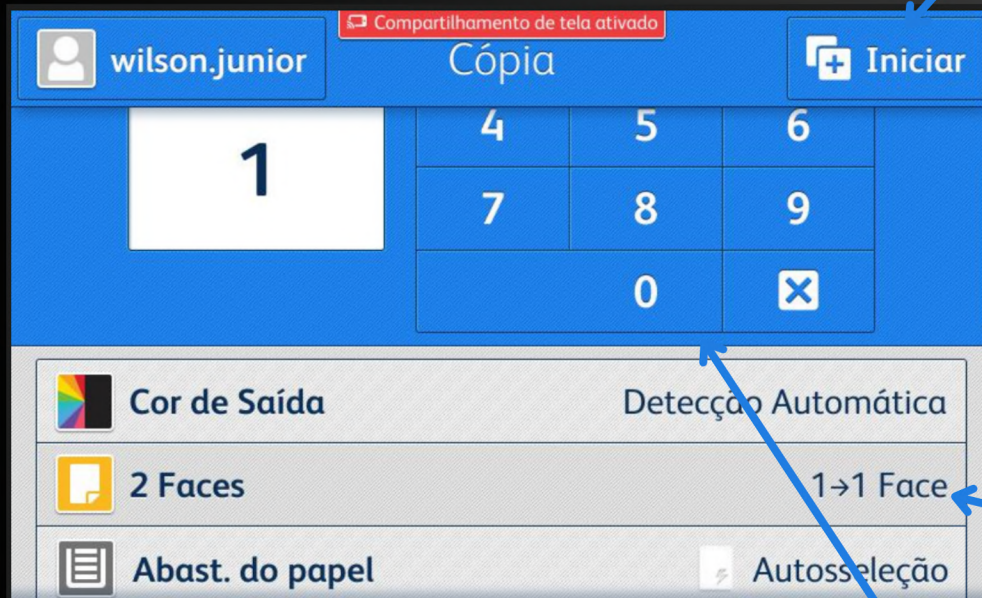 Compartilhamento de tela ativado
wilson.junior
Cópia
Iniciar
1
4 5 6
7 8 9
0
Cor de Saída Detecção Automática
2 Faces 1→1 Face
Abast. do papel Autosseleção